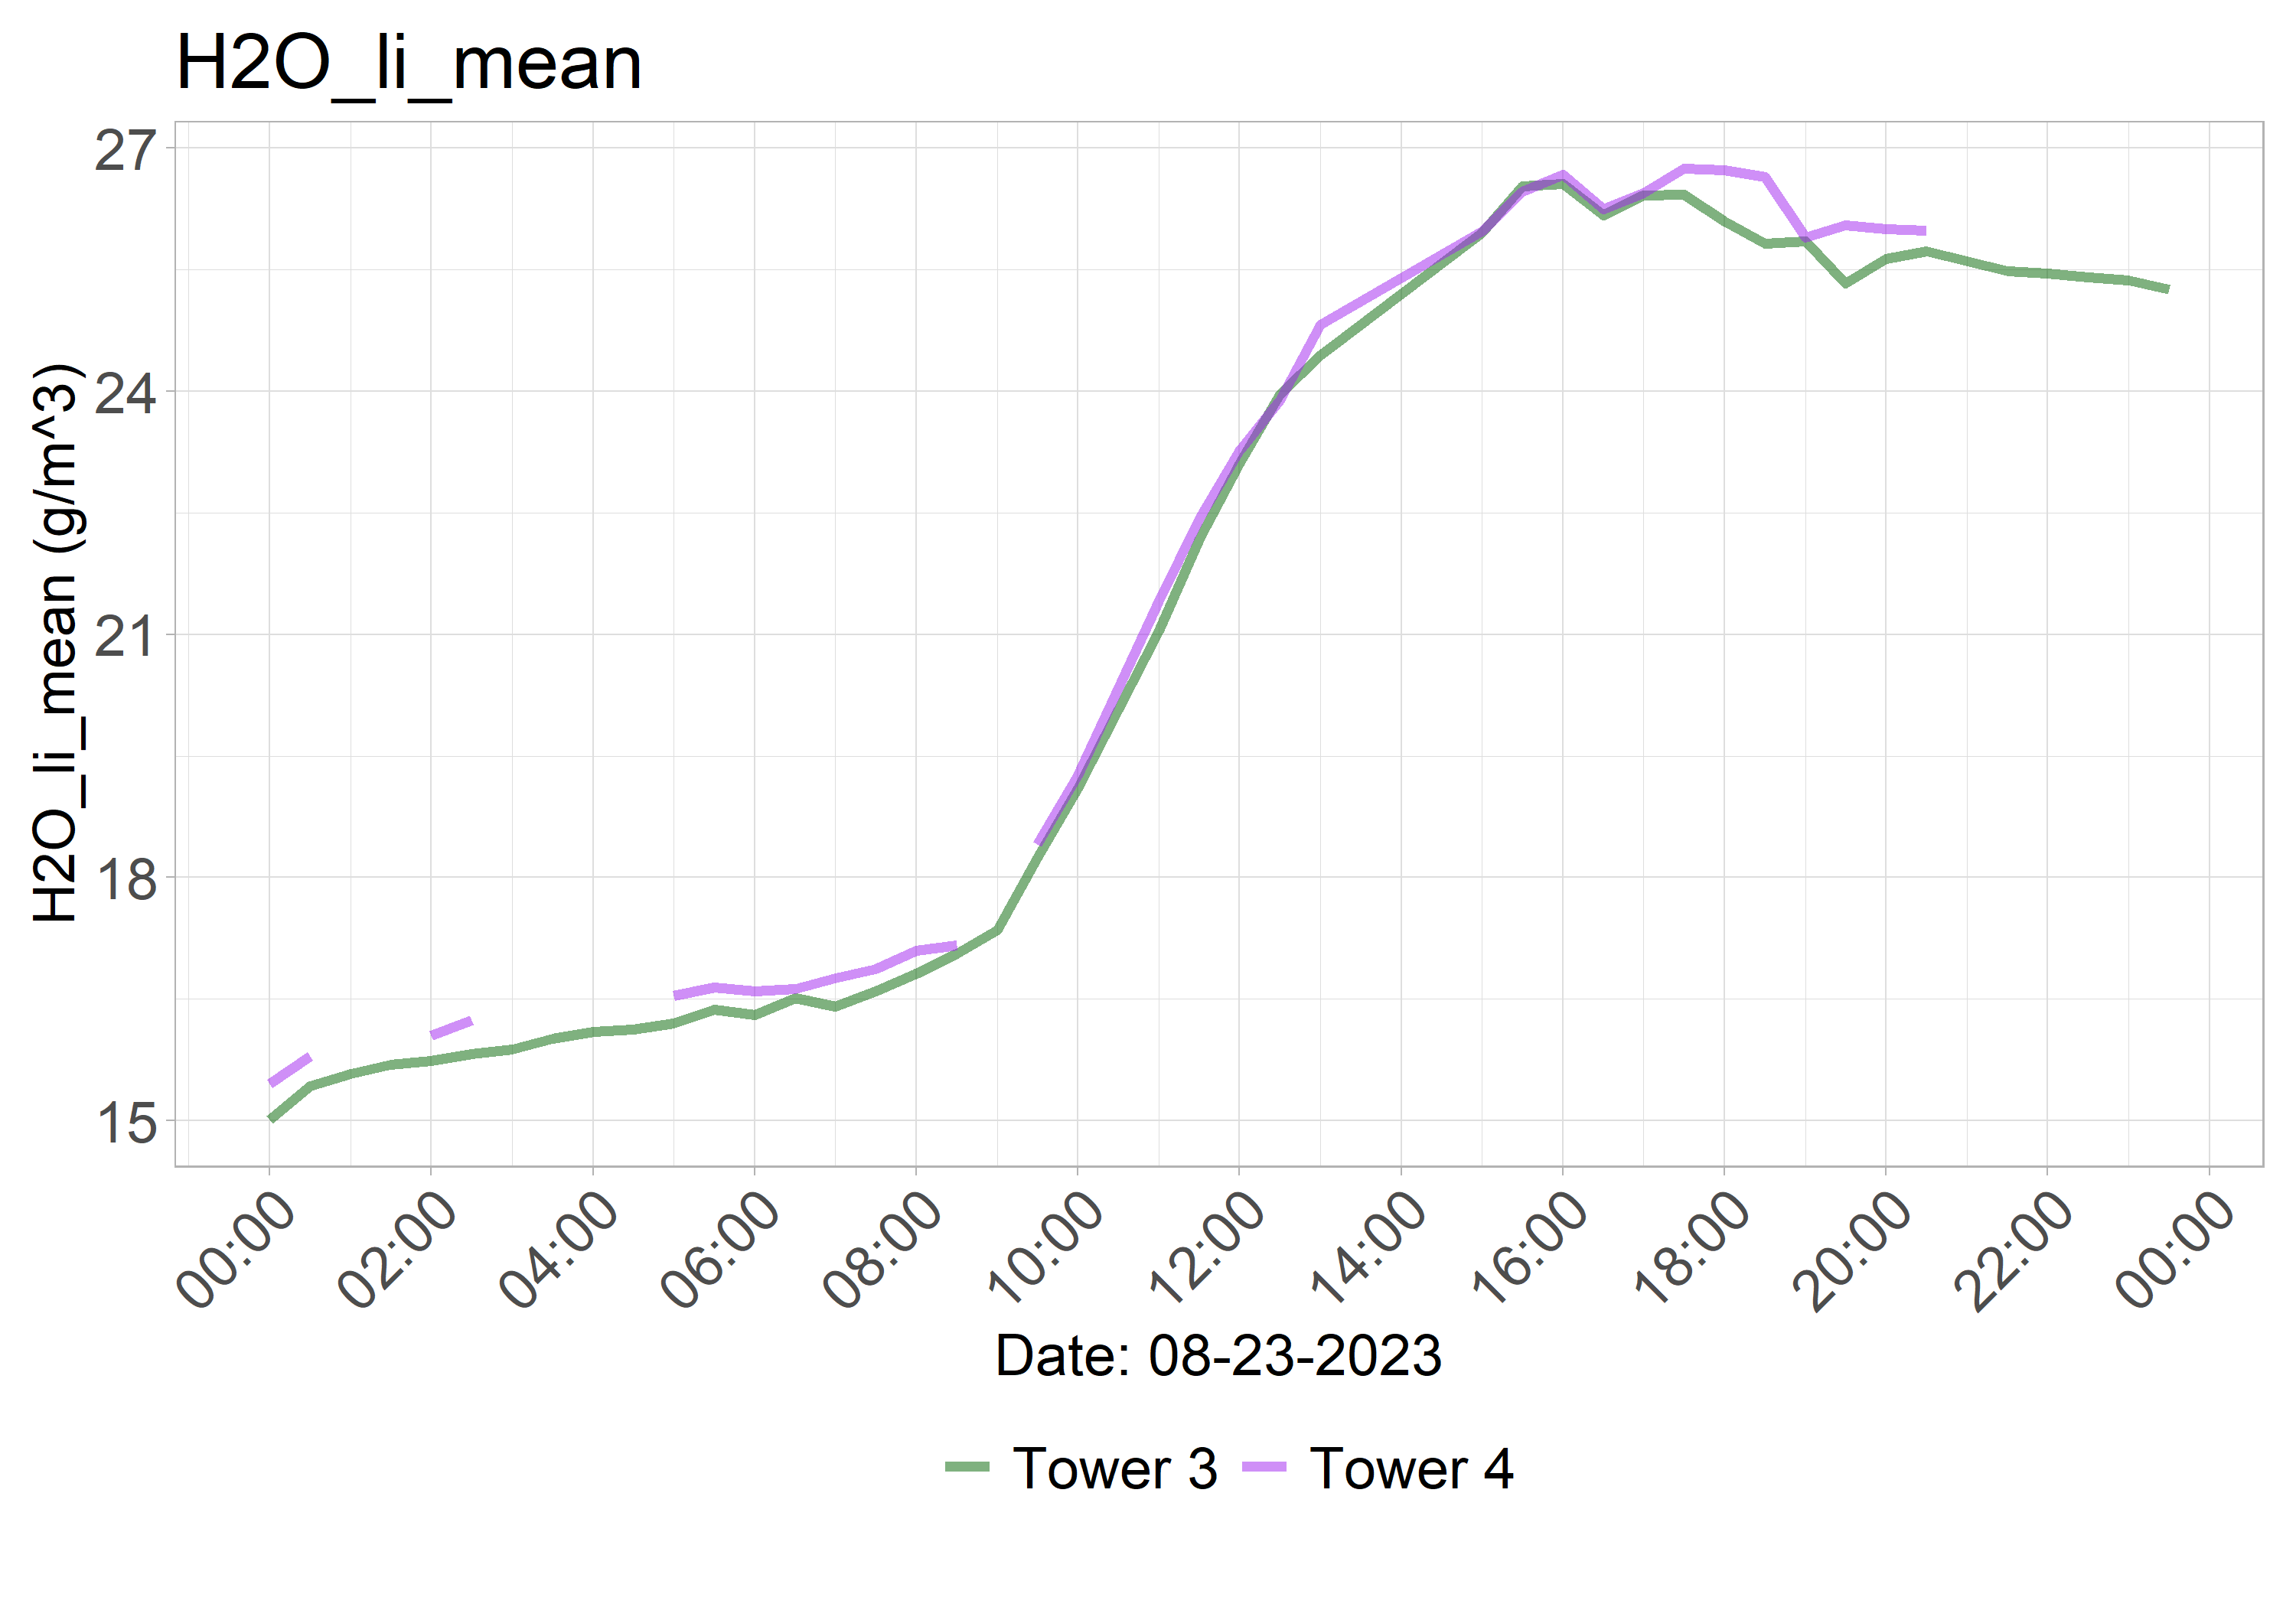 H2O_li_mean
H2O_li_mean (g/m^3)
27
24
21
18
15
00:00 02:00 04:00 06:00 08:00 10:00 12:00 14:00 16:00 18:00 20:00 22:00 00:00
Date: 08-23-2023
Tower 3 Tower 4